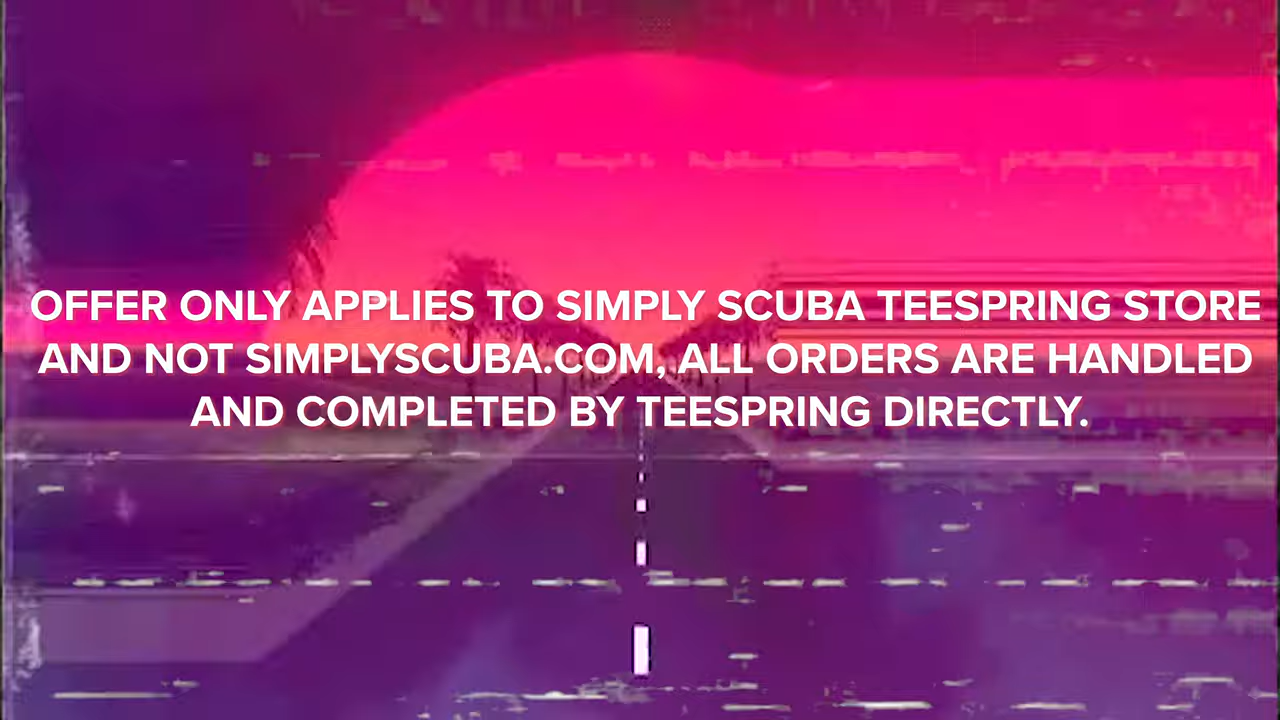 OFFER ONLY APPLIES TO SIMPLY SCUBA TEESPRING STORE
AND NOT SIMPLYSCUBA.COM, ALL ORDERS ARE HANDLED
AND COMPLETED BY TEESPRING DIRECTLY.